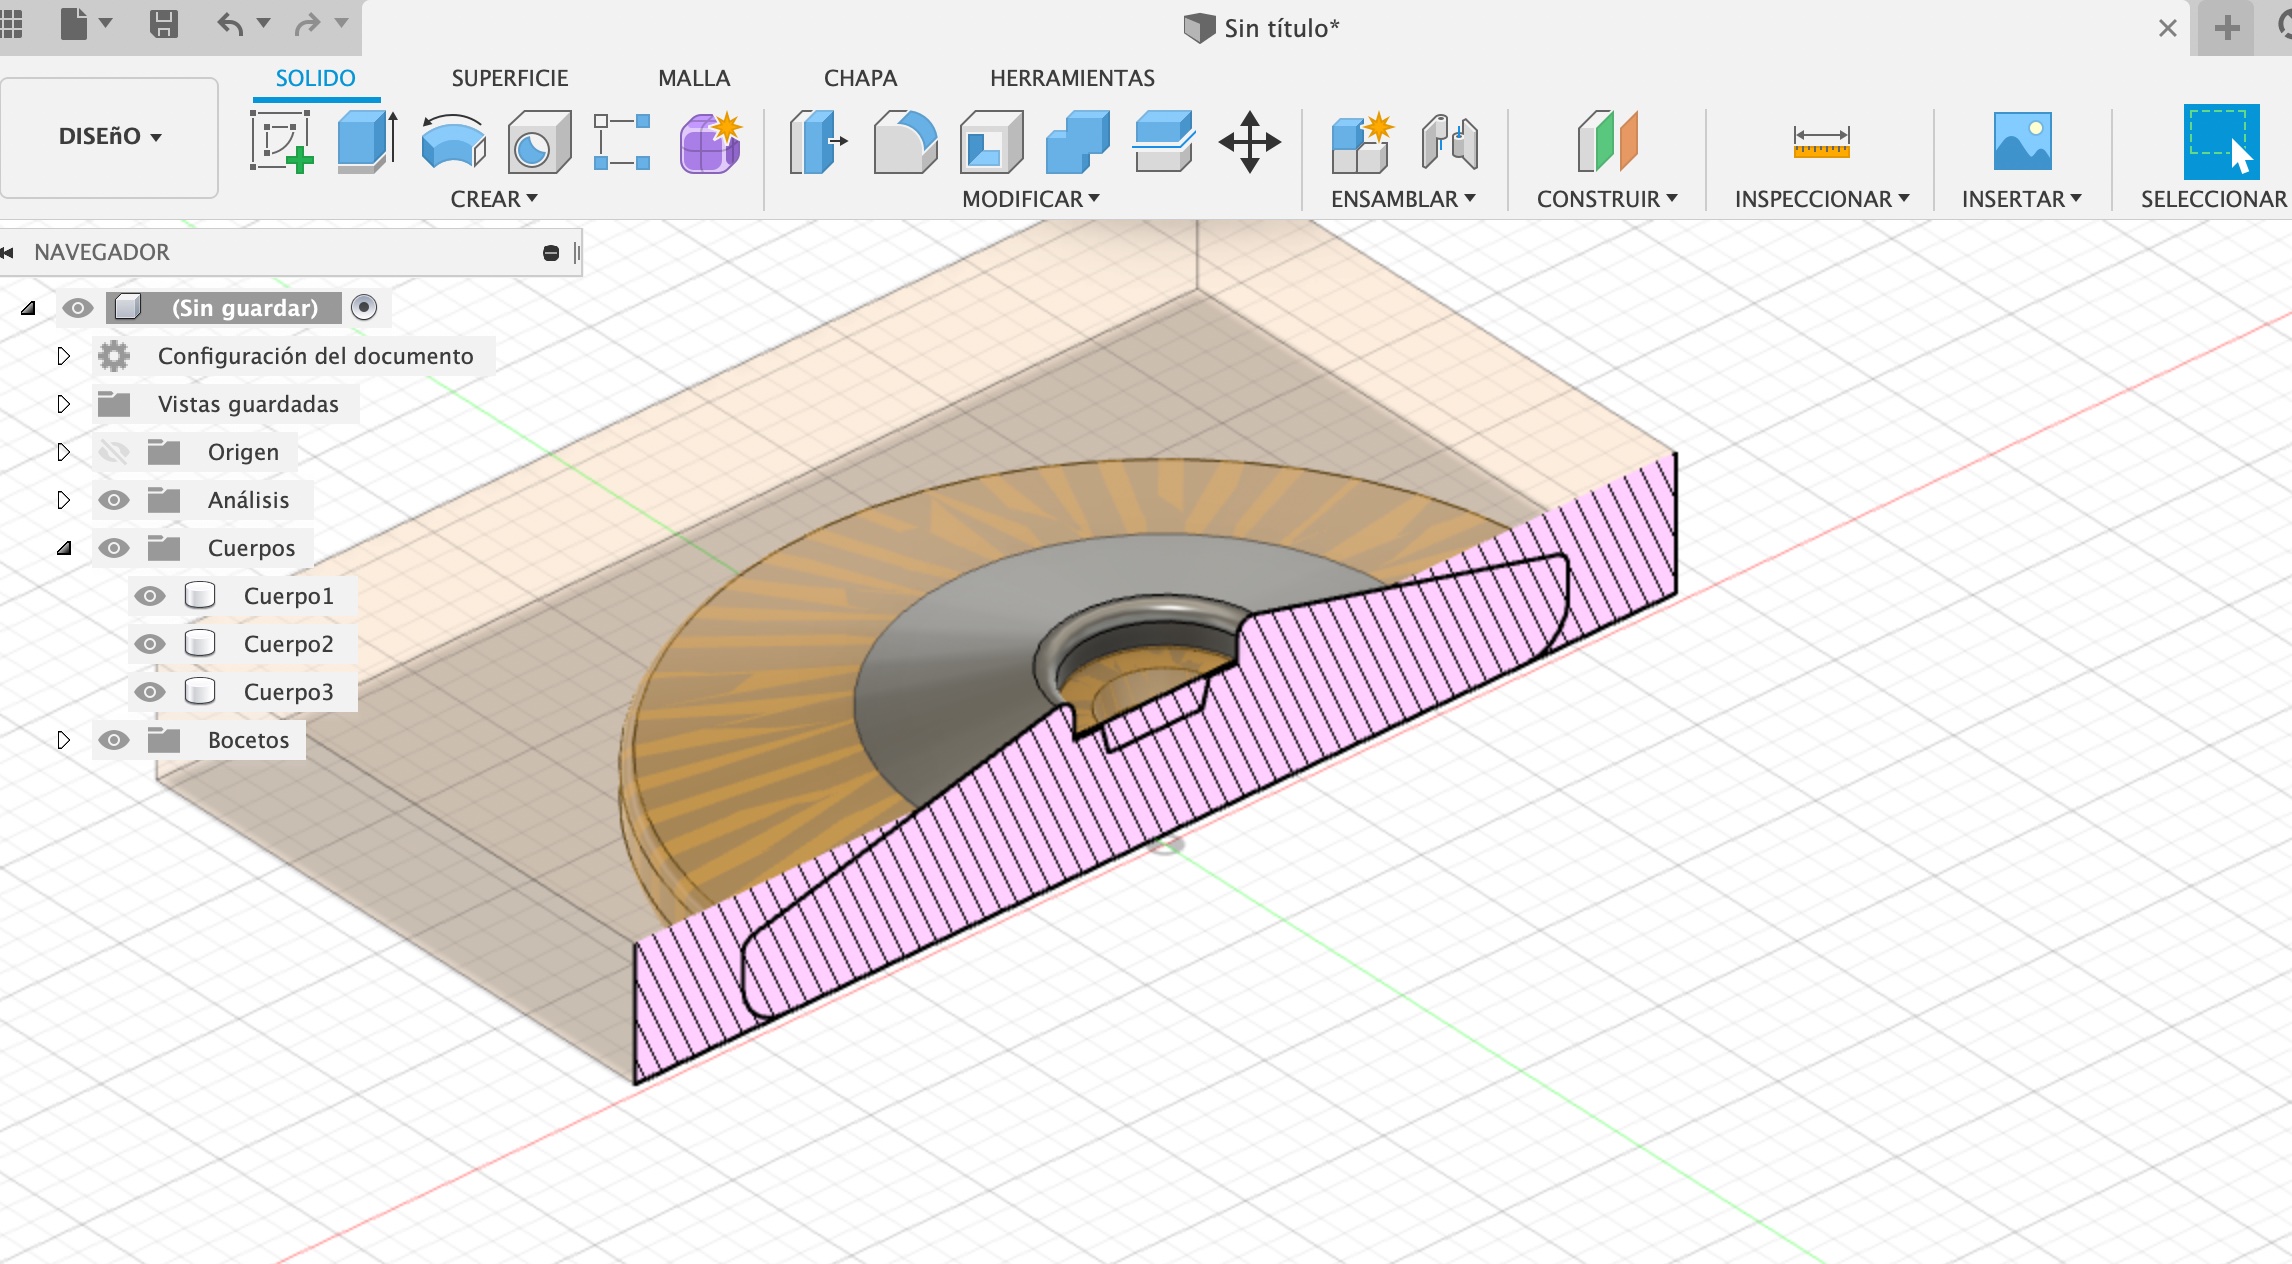 Sin título*
SOLIDO SUPERFICIE MALLA CHAPA HERRAMIENTAS
DISEñO
CREAR MODIFICAR ENSAMBLAR CONSTRUIR INSPECCIONAR INSERTAR SELECCIONAR
NAVEGADOR
(Sin guardar)
Configuración del documento
Vistas guardadas
Origen
Análisis
Cuerpos
Cuerpo1
Cuerpo2
Cuerpo3
Bocetos